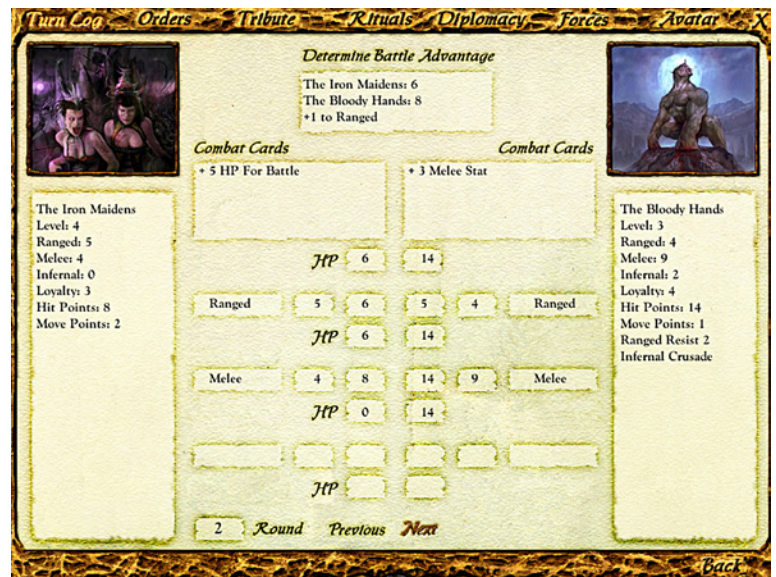 Turn Log Orders Tribute Rituals Diplomacy Forces Avatar X
Determine Battle Advantage
The Iron Maidens: 6
The Bloody Hands: 8
+1 to Ranged
Combat Cards Combat Cards
+ 5 HP For Battle
+ 3 Melee Stat
The Iron Maidens
Level: 4
Ranged: 5
Melee: 4
Infernal: 0
Loyalty: 3
Hit Points: 8
Move Points: 2
HP 6 14
Ranged 5 6 5 4 Ranged
HP 6 14
Melee 4 8 14 9 Melee
HP 0 14
HP
2 Round Previous Next
The Bloody Hands
Level: 3
Ranged: 4
Melee: 9
Infernal: 2
Loyalty: 4
Hit Points: 14
Move Points: 1
Ranged Resist 2
Infernal Crusade
Back